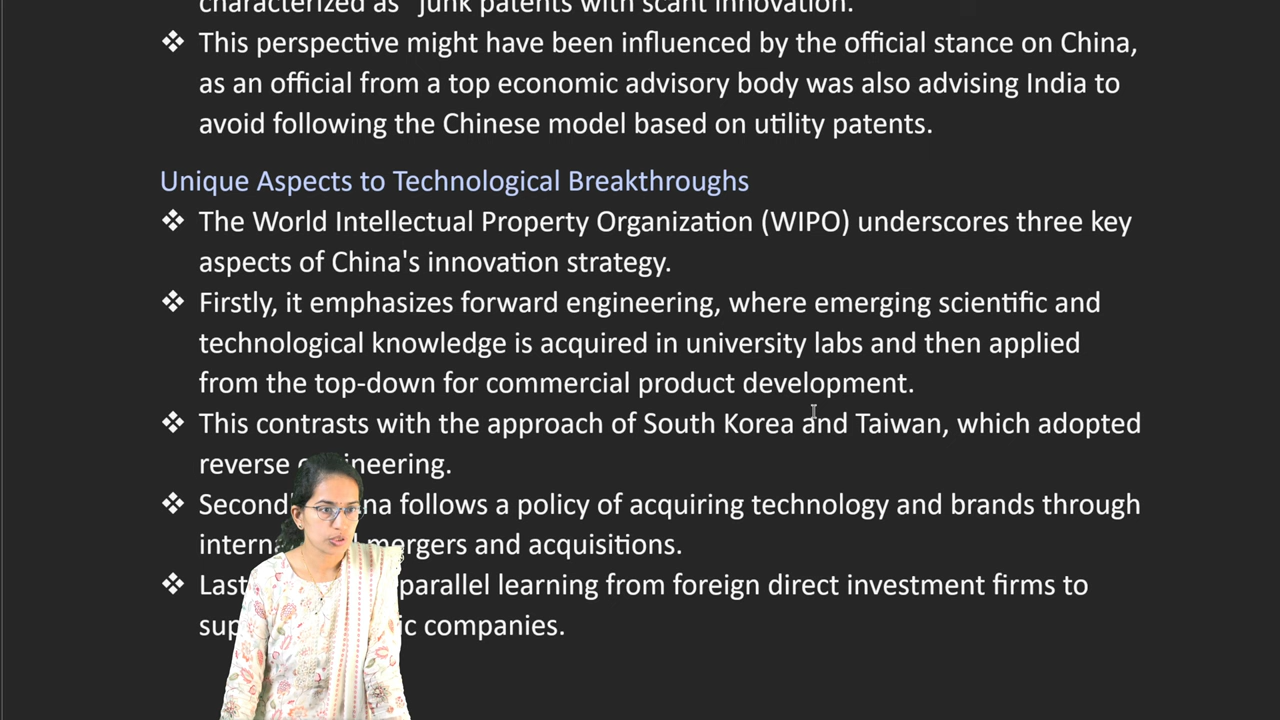 characterized as "junk patents with scant innovation.
❖ This perspective might have been influenced by the official stance on China,
as an official from a top economic advisory body was also advising India to
avoid following the Chinese model based on utility patents.
Unique Aspects to Technological Breakthroughs
❖ The World Intellectual Property Organization (WIPO) underscores three key
aspects of China's innovation strategy.
❖ Firstly, it emphasizes forward engineering, where emerging scientific and
technological knowledge is acquired in university labs and then applied
from the top-down for commercial product development.
❖ This contrasts with the approach of South Korea and Taiwan, which adopted
reverse
❖ follows a policy of acquiring technology and brands through
mergers and acquisitions.
❖ parallel learning from foreign direct investment firms to
companies.